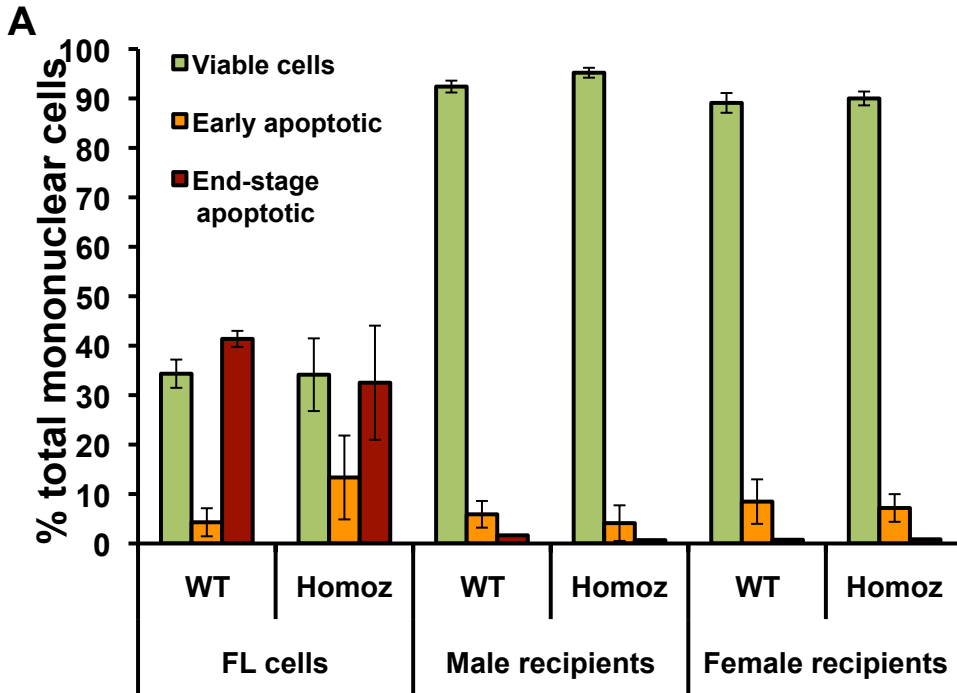 A
% total mononuclear cells
100
90
80
70
60
50
40
30
20
10
0
Viable cells
Early apoptotic
End-stage
apoptotic
WT Homoz WT Homoz WT Homoz
FL cells Male recipients Female recipients